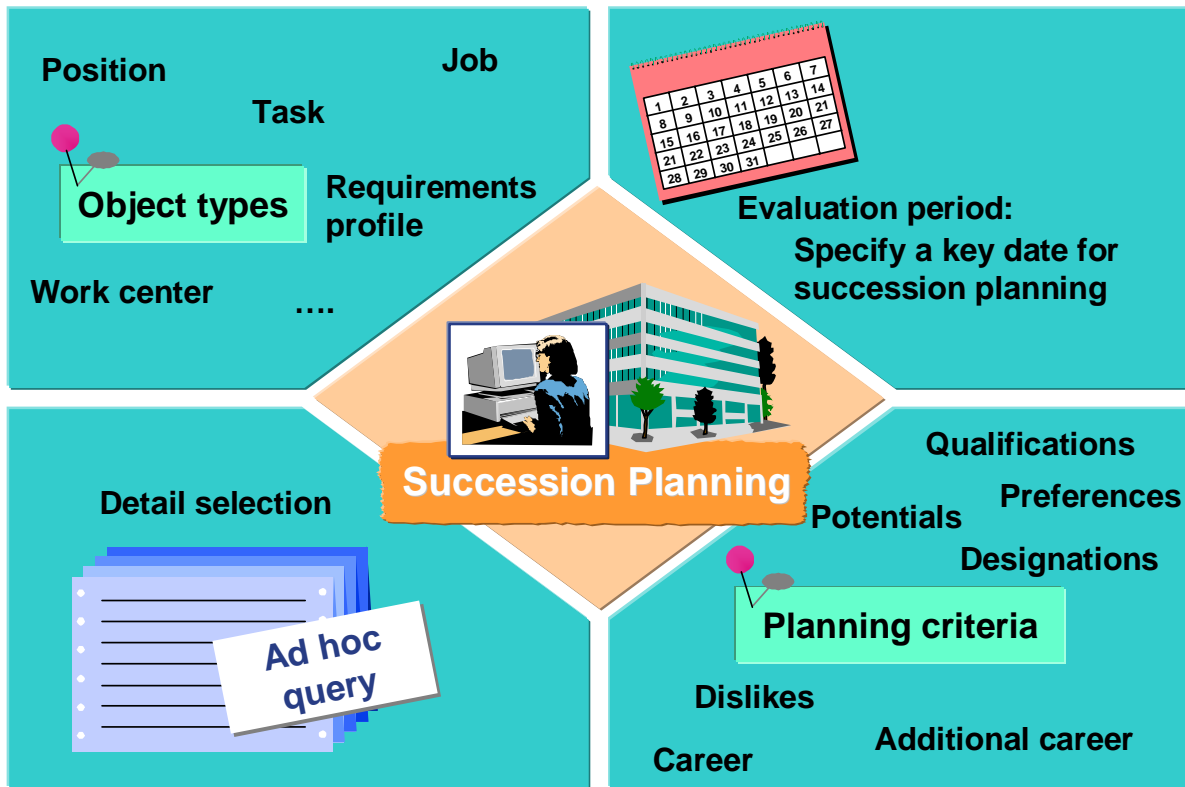 Position
Job
Task
Object types
Requirements
profile
Work center
....
1 2 3 4 5 6 7
8 9 10 11 12 13 14
15 16 17 18 19 20 21
21 22 23 24 25 26 27
28 29 30 31
Evaluation period:
Specify a key date for
succession planning
Succession Planning
Detail selection
Ad hoc
query
Qualifications
Preferences
Potentials
Designations
Planning criteria
Dislikes
Additional career
Career